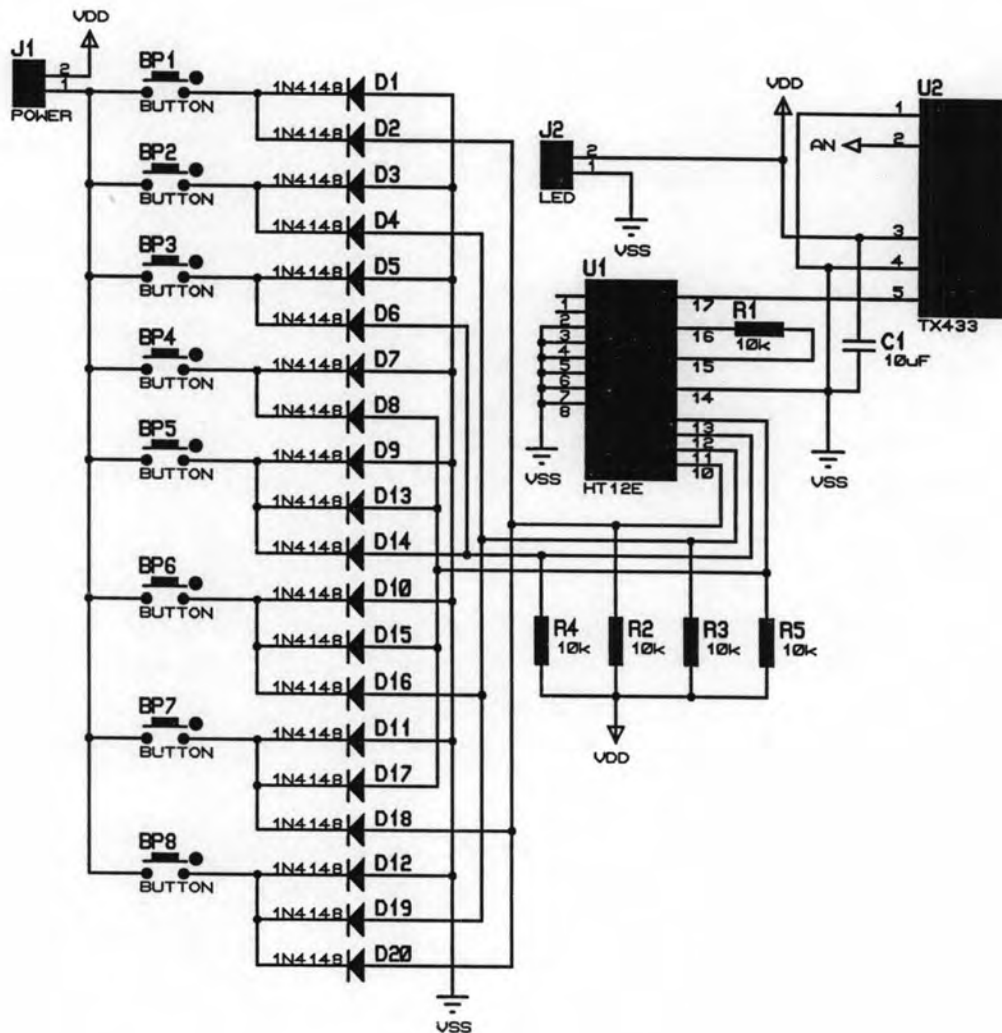 VDD
J1
2
1
POWER
BP1
BUTTON
1N4148
D1
1N4148
D2
BP2
BUTTON
1N4148
D3
1N4148
D4
BP3
BUTTON
1N4148
D5
1N4148
D6
BP4
BUTTON
1N4148
D7
1N4148
D8
BP5
BUTTON
1N4148
D9
1N4148
D13
1N4148
D14
BP6
BUTTON
1N4148
D10
1N4148
D15
1N4148
D16
BP7
BUTTON
1N4148
D11
1N4148
D17
1N4148
D18
BP8
BUTTON
1N4148
D12
1N4148
D19
1N4148
D20
VSS
J2
2
1
LED
VSS
VDD
U2
1
AN
2
3
4
5
TX433
U1
1
2
3
4
5
6
7
8
VSS
HT12E
17
16
15
14
13
12
11
10
R1
10k
C1
10uF
VSS
R4
10k
R2
10k
R3
10k
R5
10k
VDD